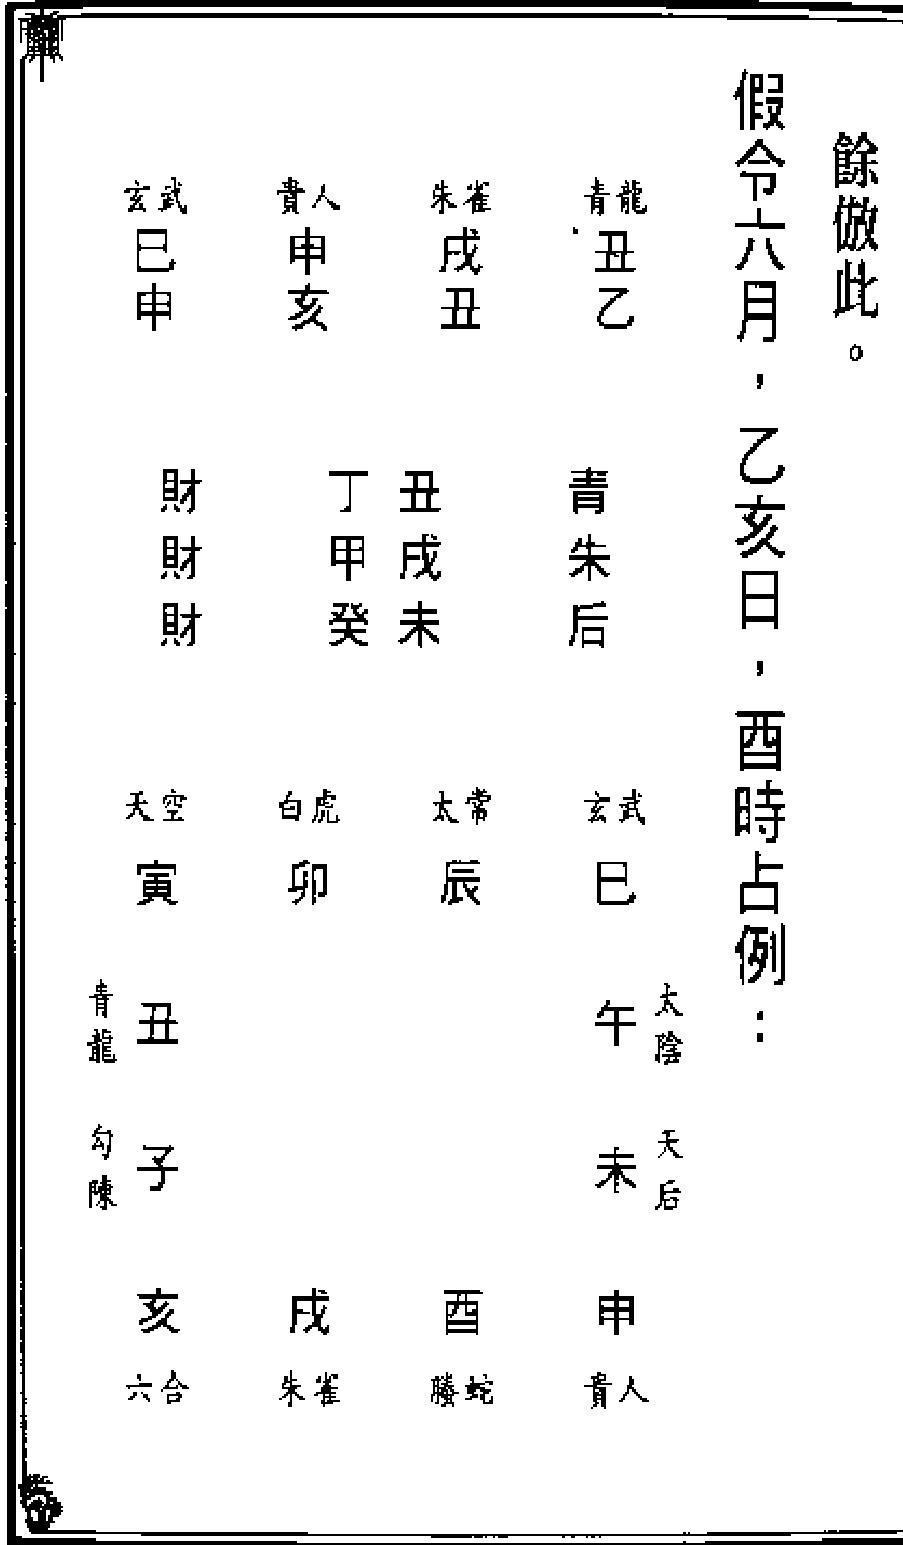 餘倣此。
假令六月，乙亥日，酉時占例：
青龍 朱雀 貴人 玄武
丑 戌 申 巳
乙 丑 亥 申
青 丑 丁 財
朱 戌 甲 財
后 未 癸 財
玄武 太常 白虎 天空
巳 辰 卯 寅
太陰 午 丑 青龍
天后 未 子 勾陳
申 酉 戌 亥
貴人 螣蛇 朱雀 六合